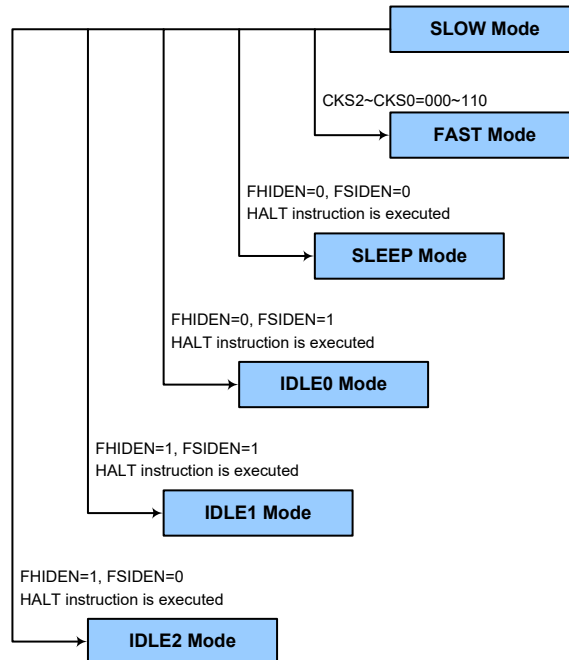 SLOW Mode
CKS2~CKS0=000~110
FAST Mode
FHIDEN=0, FSIDEN=0
HALT instruction is executed
SLEEP Mode
FHIDEN=0, FSIDEN=1
HALT instruction is executed
IDLE0 Mode
FHIDEN=1, FSIDEN=1
HALT instruction is executed
IDLE1 Mode
FHIDEN=1, FSIDEN=0
HALT instruction is executed
IDLE2 Mode